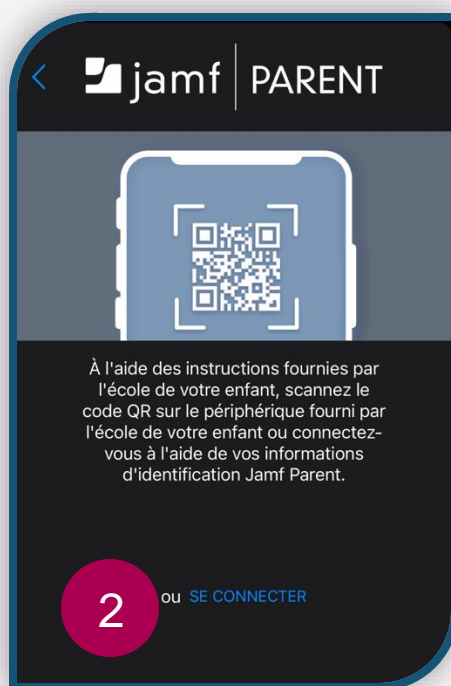 jamf | PARENT
À l'aide des instructions fournies par
l'école de votre enfant, scannez le
code QR sur le périphérique fourni par
l'école de votre enfant ou connectez-
vous à l'aide de vos informations
d'identification Jamf Parent.
2 ou SE CONNECTER